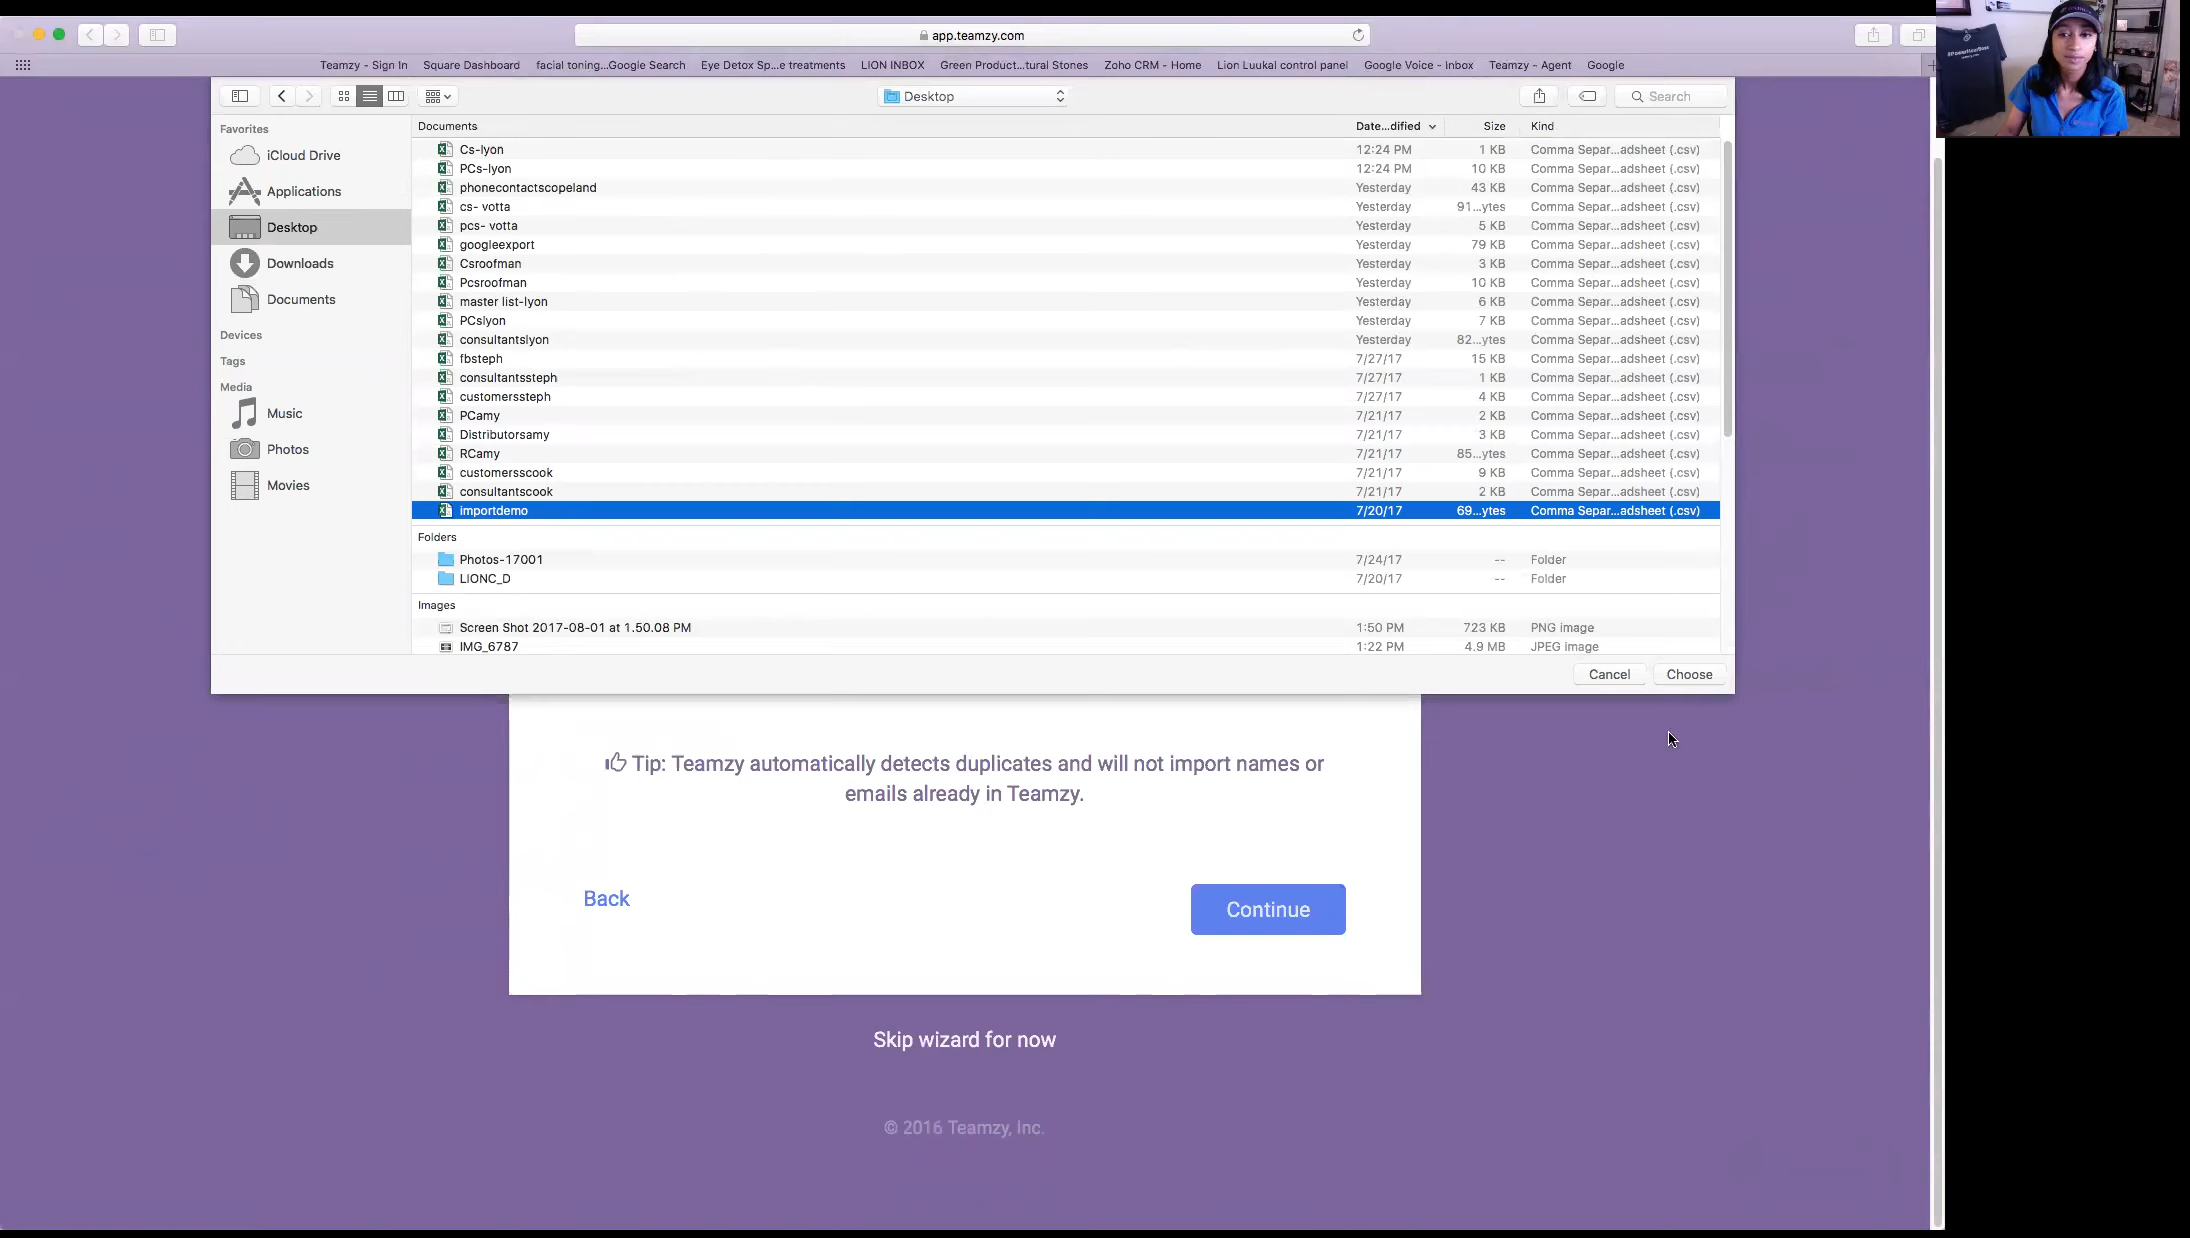 app.teamzy.com
Teamzy - Sign In Square Dashboard facial toning...Google Search Eye Detox Sp...e treatments LION INBOX Green Product...tural Stones Zoho CRM - Home Lion Luukal control panel Google Voice - Inbox Teamzy - Agent Google
Desktop
Search
Favorites
iCloud Drive
Applications
Desktop
Downloads
Documents
Devices
Tags
Media
Music
Photos
Movies
Documents Date...dified Size Kind
Cs-lyon 12:24 PM 1 KB Comma Separ...adsheet (.csv)
PCs-lyon 12:24 PM 10 KB Comma Separ...adsheet (.csv)
phonecontactscopeland Yesterday 43 KB Comma Separ...adsheet (.csv)
cs- votta Yesterday 91...ytes Comma Separ...adsheet (.csv)
pcs- votta Yesterday 5 KB Comma Separ...adsheet (.csv)
googleexport Yesterday 79 KB Comma Separ...adsheet (.csv)
Csroofman Yesterday 3 KB Comma Separ...adsheet (.csv)
Pcsroofman Yesterday 10 KB Comma Separ...adsheet (.csv)
master list-lyon Yesterday 6 KB Comma Separ...adsheet (.csv)
PCslyon Yesterday 7 KB Comma Separ...adsheet (.csv)
consultantslyon Yesterday 82...ytes Comma Separ...adsheet (.csv)
fbsteph 7/27/17 15 KB Comma Separ...adsheet (.csv)
consultantssteph 7/27/17 1 KB Comma Separ...adsheet (.csv)
customerssteph 7/27/17 4 KB Comma Separ...adsheet (.csv)
PCamy 7/21/17 2 KB Comma Separ...adsheet (.csv)
Distributorsamy 7/21/17 3 KB Comma Separ...adsheet (.csv)
RCamy 7/21/17 85...ytes Comma Separ...adsheet (.csv)
customersscook 7/21/17 9 KB Comma Separ...adsheet (.csv)
consultantscook 7/21/17 2 KB Comma Separ...adsheet (.csv)
importdemo 7/20/17 69...ytes Comma Separ...adsheet (.csv)
Folders
Photos-17001 7/24/17 -- Folder
LIONC_D 7/20/17 -- Folder
Images
Screen Shot 2017-08-01 at 1.50.08 PM 1:50 PM 723 KB PNG image
IMG_6787 1:22 PM 4.9 MB JPEG image
Cancel Choose
Tip: Teamzy automatically detects duplicates and will not import names or
emails already in Teamzy.
Back
Continue
Skip wizard for now
© 2016 Teamzy, Inc.